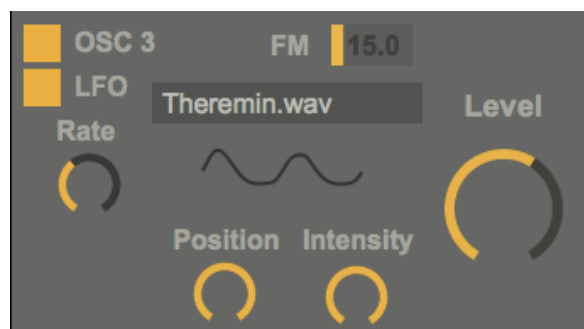 OSC 3
FM 15.0
LFO
Theremin.wav
Level
Rate
Position
Intensity